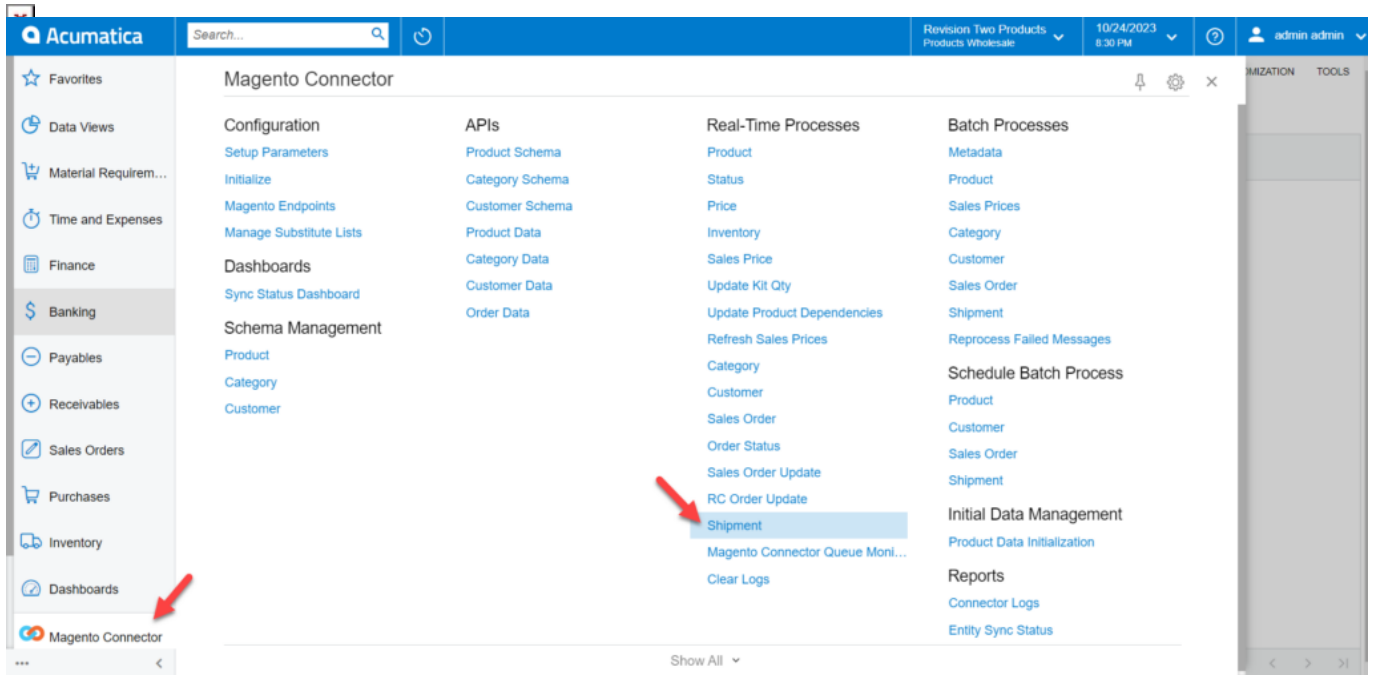 Acumatica
Search...
Revision Two Products
Products Wholesale
10/24/2023
8:30 PM
admin admin
Favorites
Data Views
Material Requirem...
Time and Expenses
Finance
Banking
Payables
Receivables
Sales Orders
Purchases
Inventory
Dashboards
Magento Connector
Magento Connector
Configuration
Setup Parameters
Initialize
Magento Endpoints
Manage Substitute Lists
Dashboards
Sync Status Dashboard
Schema Management
Product
Category
Customer
APIs
Product Schema
Category Schema
Customer Schema
Product Data
Category Data
Customer Data
Order Data
Real-Time Processes
Product
Status
Price
Inventory
Sales Price
Update Kit Qty
Update Product Dependencies
Refresh Sales Prices
Category
Customer
Sales Order
Order Status
Sales Order Update
RC Order Update
Shipment
Magento Connector Queue Moni...
Clear Logs
Batch Processes
Metadata
Product
Sales Prices
Category
Customer
Sales Order
Shipment
Reprocess Failed Messages
Schedule Batch Process
Product
Customer
Sales Order
Shipment
Initial Data Management
Product Data Initialization
Reports
Connector Logs
Entity Sync Status
Show All
OMIZATION TOOLS